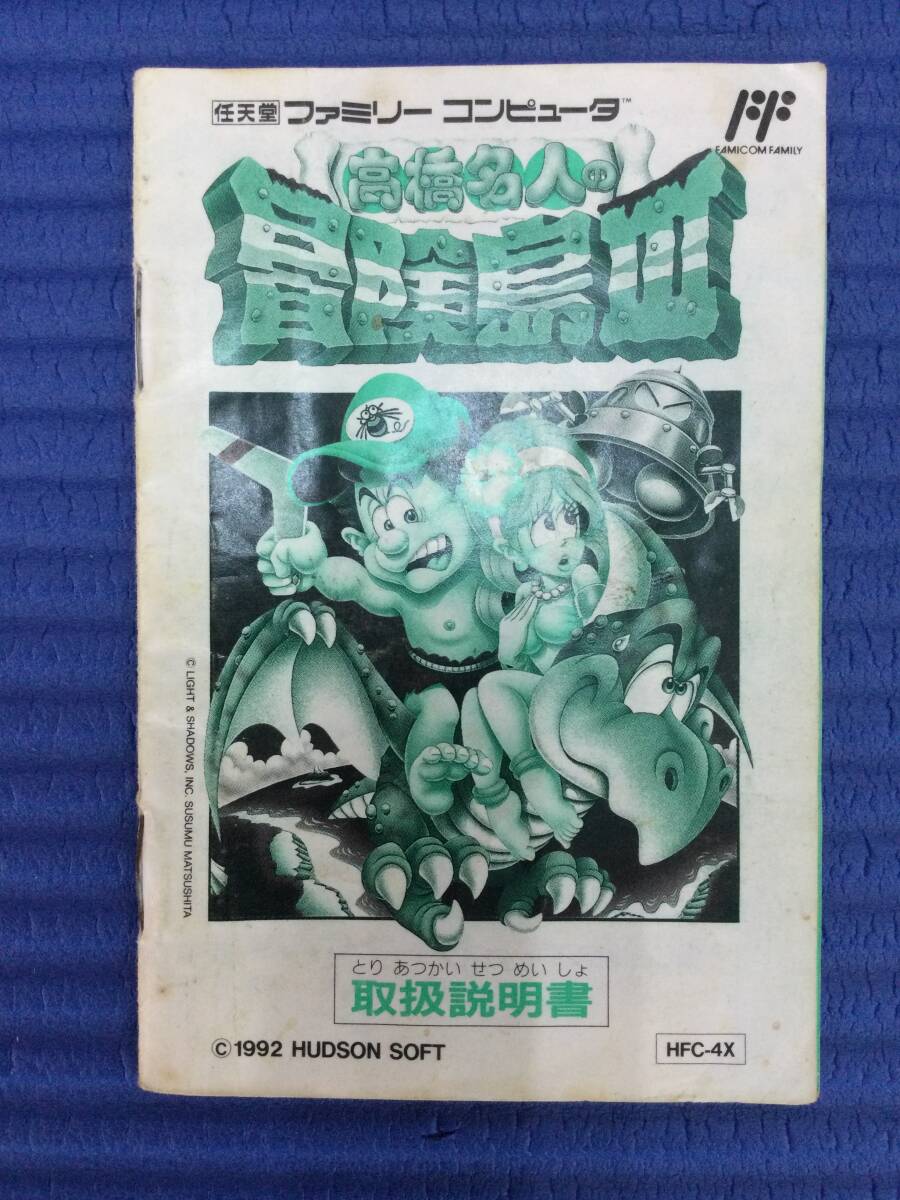 任天堂 ファミリー コンピュータ™
FAMICOM FAMILY
高橋名人の
冒険島III
© LIGHT & SHADOWS, INC. SUSUMU MATSUSHITA
とり あつかい せつ めい しょ
取扱説明書
© 1992 HUDSON SOFT
HFC-4X